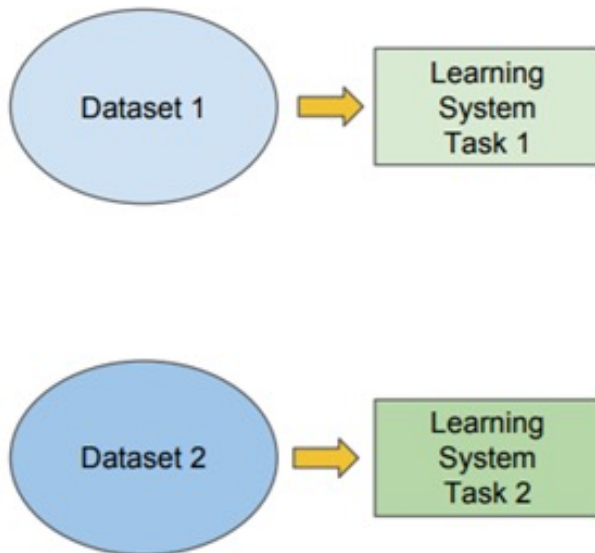 Dataset 1
Learning
System
Task 1
Dataset 2
Learning
System
Task 2